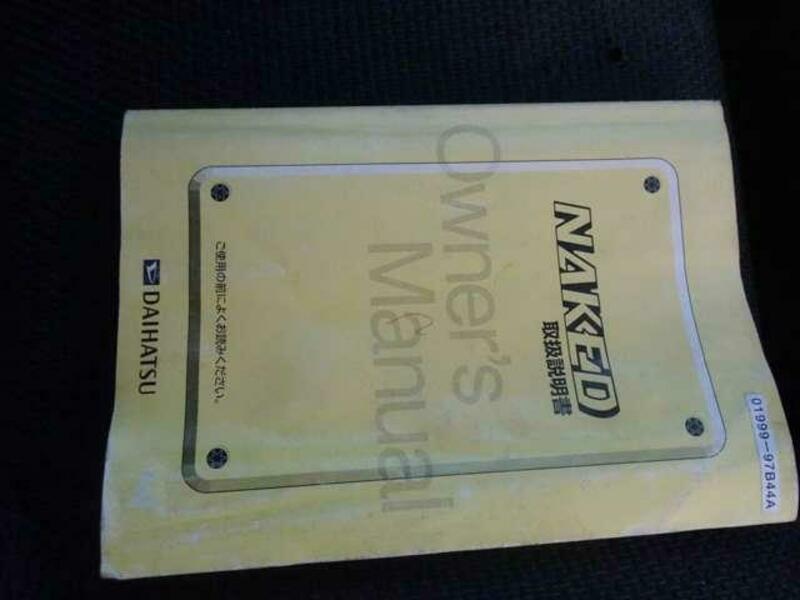 01999-97B44A
NAKED
取扱説明書
Owner's
Manual
ご使用の前によくお読みください。
DAIHATSU